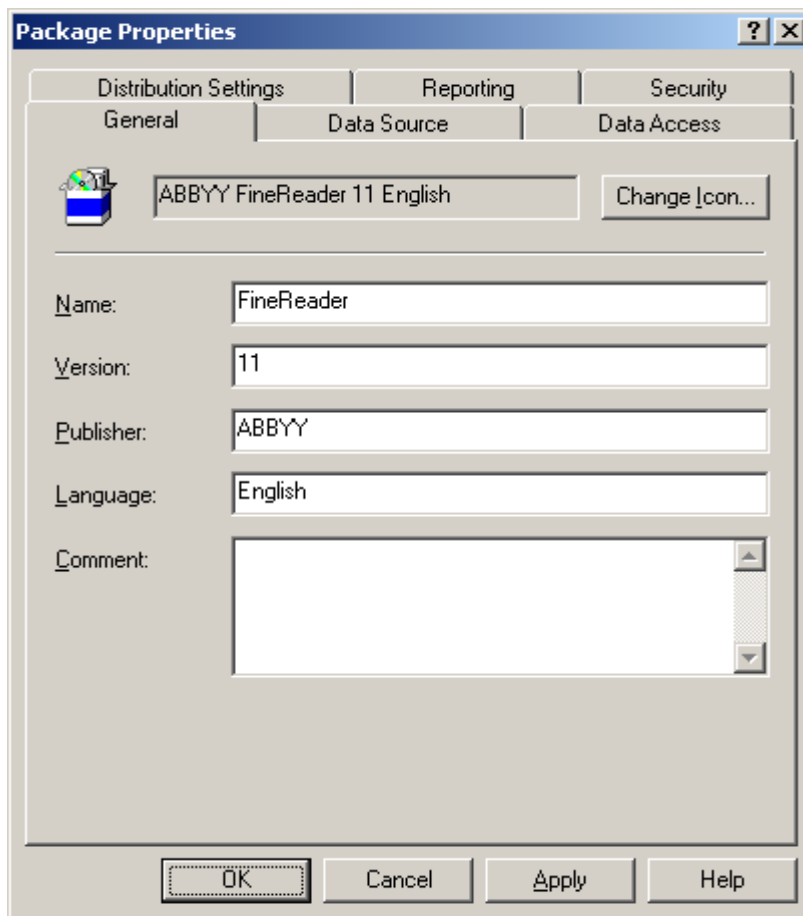 Package Properties
Distribution Settings Reporting Security
General Data Source Data Access
ABBYY FineReader 11 English Change Icon...
Name: FineReader
Version: 11
Publisher: ABBYY
Language: English
Comment:
OK Cancel Apply Help